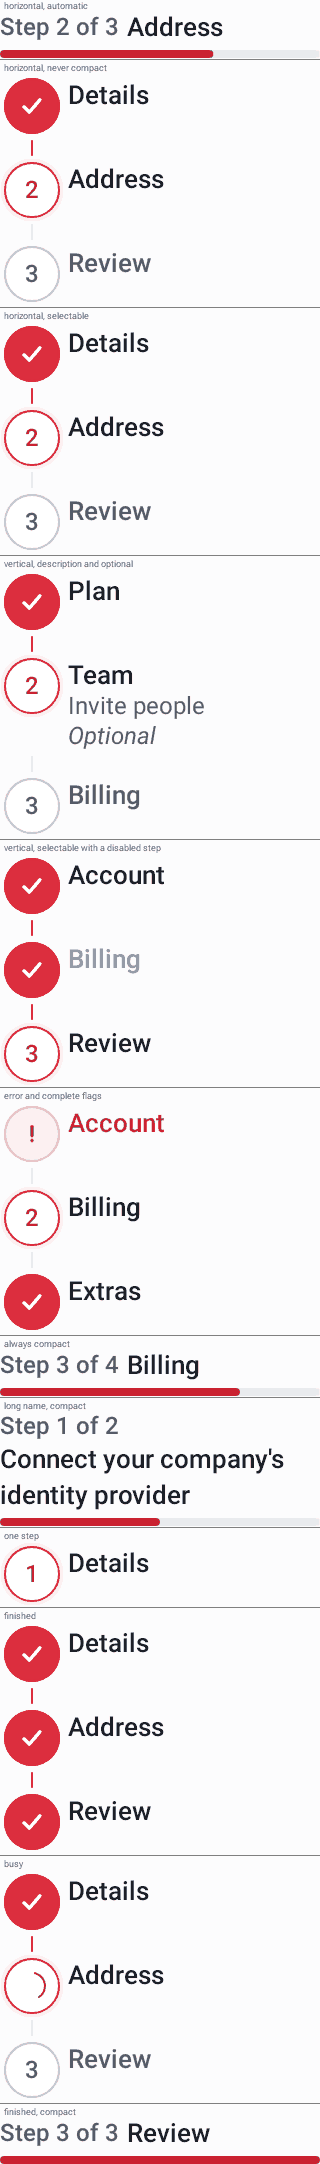 horizontal, automatic
Step 2 of 3 Address
horizontal, never compact
Details
2 Address
3 Review
horizontal, selectable
Details
2 Address
3 Review
vertical, description and optional
Plan
2 Team
Invite people
Optional
3 Billing
vertical, selectable with a disabled step
Account
Billing
3 Review
error and complete flags
! Account
2 Billing
Extras
always compact
Step 3 of 4 Billing
long name, compact
Step 1 of 2
Connect your company's
identity provider
one step
1 Details
finished
Details
Address
Review
busy
Details
Address
3 Review
finished, compact
Step 3 of 3 Review